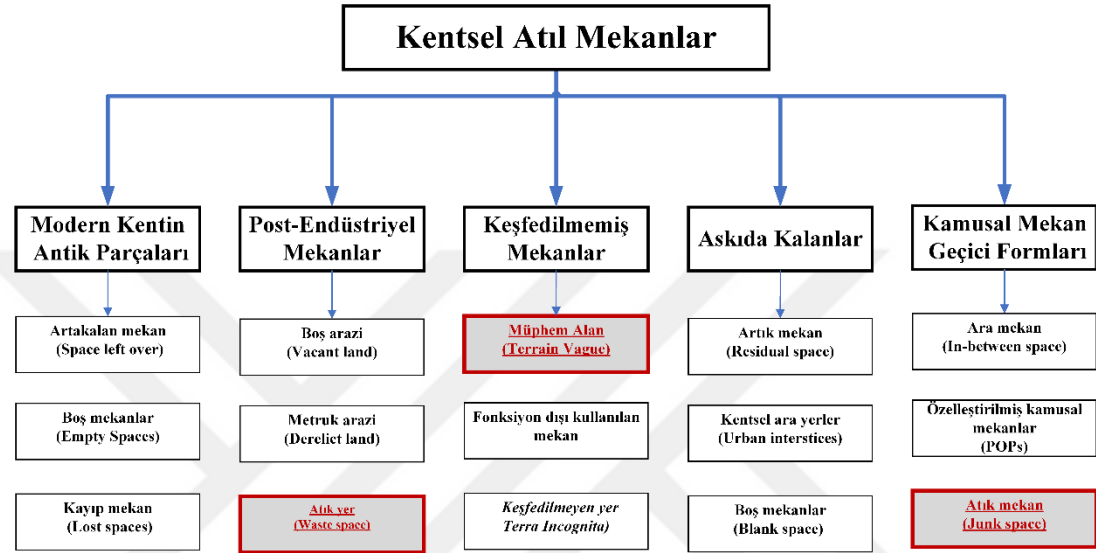 Kentsel Atıl Mekanlar
Modern Kentin
Antik Parçaları
Post-Endüstriyel
Mekanlar
Keşfedilmemiş
Mekanlar
Askıda Kalanlar
Kamusal Mekan
Geçici Formları
Artakalan mekan
(Space left over)
Boş arazi
(Vacant land)
Müphem Alan
(Terrain Vague)
Artık mekan
(Residual space)
Ara mekan
(In-between space)
Boş mekanlar
(Empty Spaces)
Metruk arazi
(Derelict land)
Fonksiyon dışı kullanılan
mekan
Kentsel ara yerler
(Urban interstices)
Özelleştirilmiş kamusal
mekanlar
(POPs)
Kayıp mekan
(Lost spaces)
Atık yer
(Waste space)
Keşfedilmeyen yer
Terra Incognita)
Boş mekanlar
(Blank space)
Atık mekan
(Junk space)